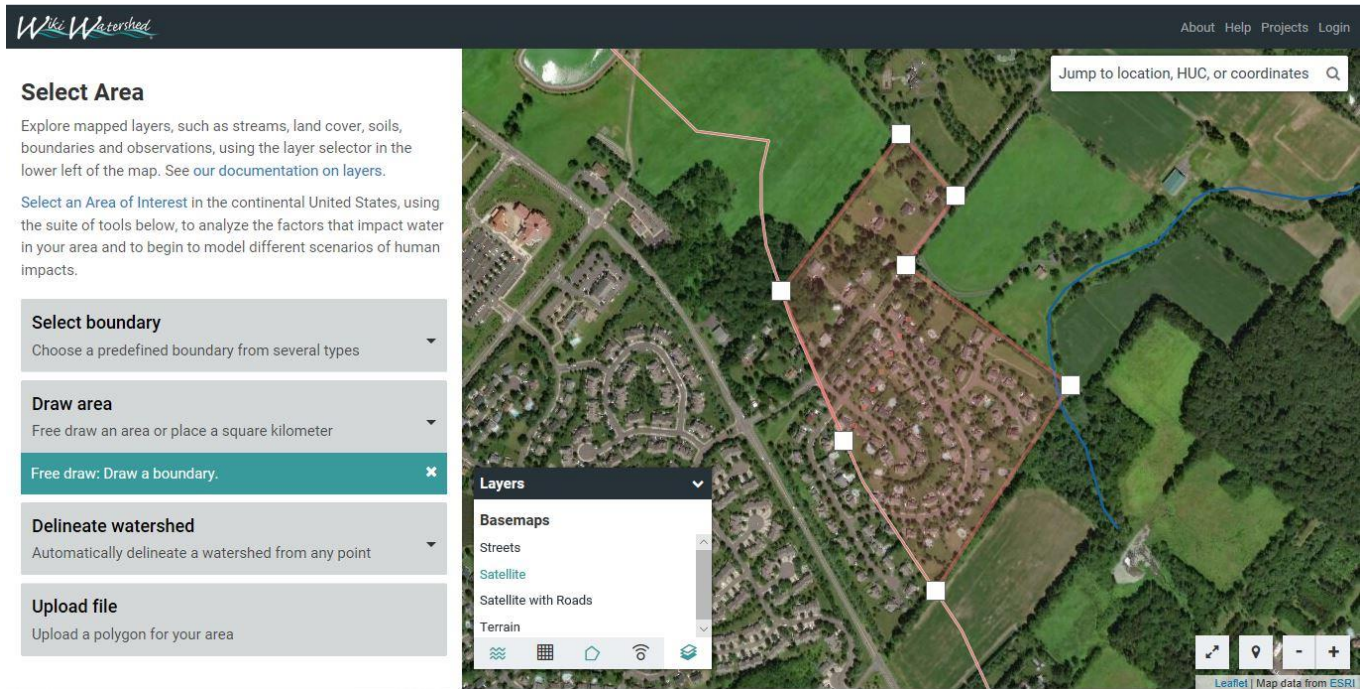 Wiki Watershed
About Help Projects Login
Select Area
Explore mapped layers, such as streams, land cover, soils,
boundaries and observations, using the layer selector in the
lower left of the map. See our documentation on layers.
Select an Area of Interest in the continental United States, using
the suite of tools below, to analyze the factors that impact water
in your area and to begin to model different scenarios of human
impacts.
Select boundary
Choose a predefined boundary from several types
Draw area
Free draw an area or place a square kilometer
Free draw: Draw a boundary.
Delineate watershed
Automatically delineate a watershed from any point
Upload file
Upload a polygon for your area
Jump to location, HUC, or coordinates
Layers
Basemaps
Streets
Satellite
Satellite with Roads
Terrain
- +
Leaflet | Map data from ESRI